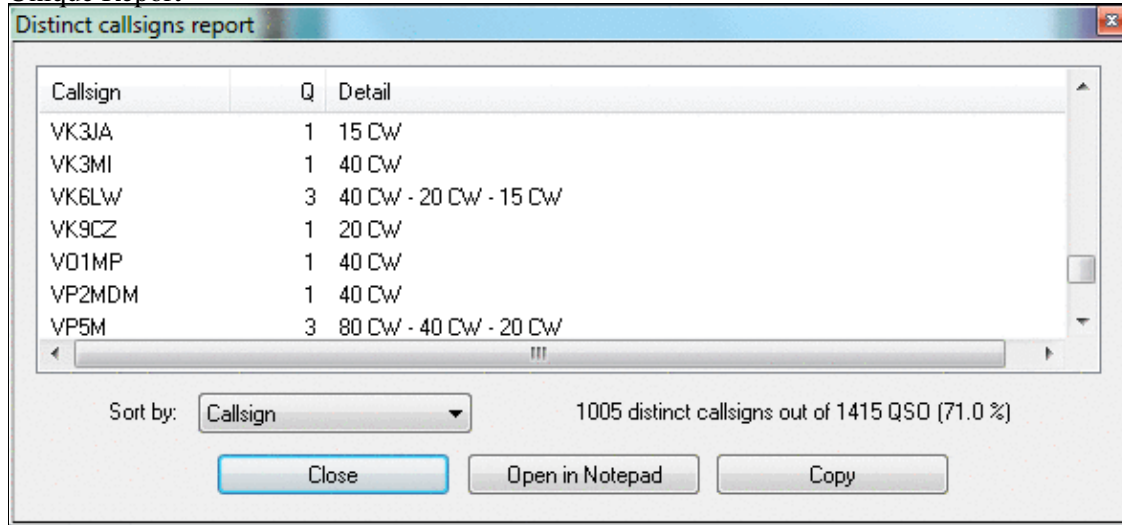 Unique Report
Distinct callsigns report
Callsign Q Detail
VK3JA 1 15 CW
VK3MI 1 40 CW
VK6LW 3 40 CW - 20 CW - 15 CW
VK9CZ 1 20 CW
VO1MP 1 40 CW
VP2MDM 1 40 CW
VP5M 3 80 CW - 40 CW - 20 CW
Sort by: Callsign 1005 distinct callsigns out of 1415 QSO (71.0 %)
Close Open in Notepad Copy